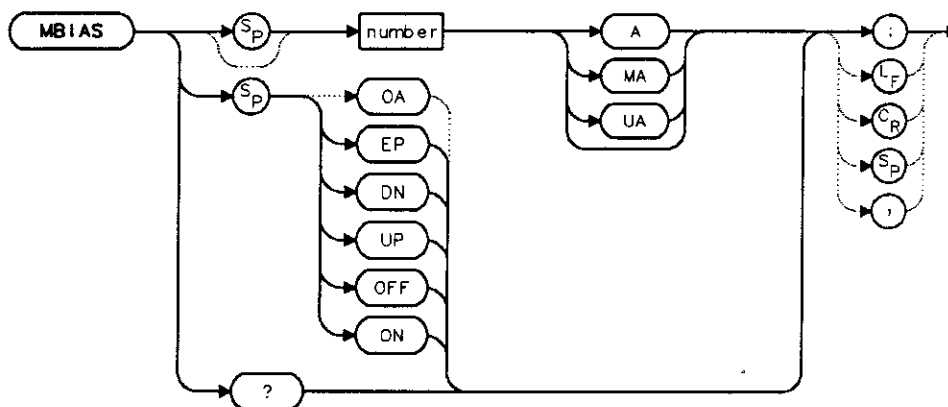 MBIAS
SP
number
A
MA
UA
;
LF
CR
SP
,
SP
OA
EP
DN
UP
OFF
ON
?